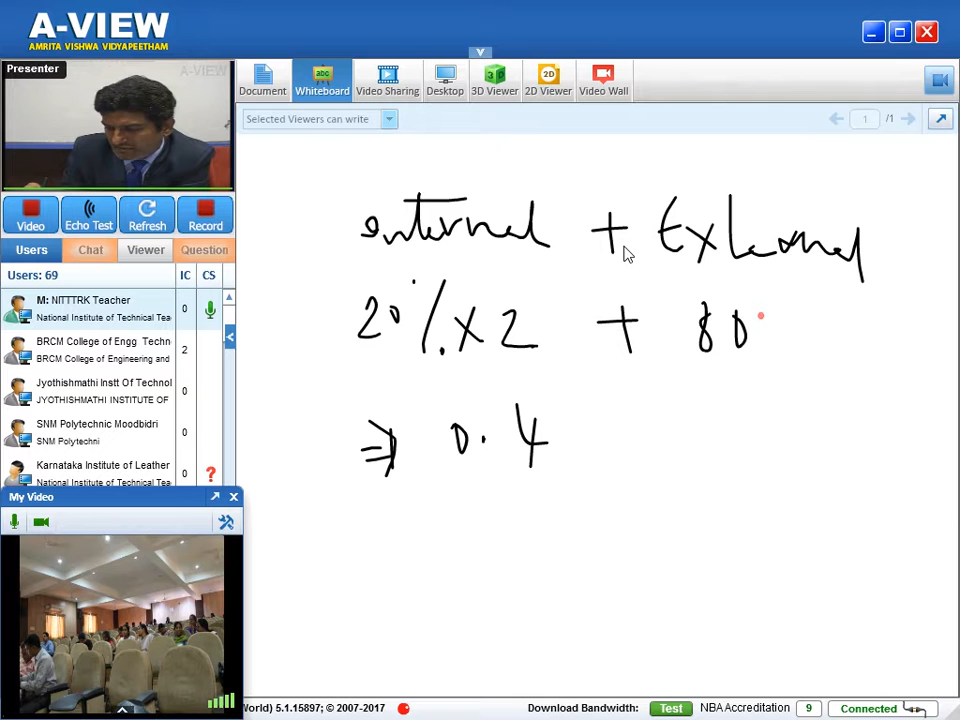 A-VIEW
AMRITA VISHWA VIDYAPEETHAM
Presenter
A-VIEW
Document Whiteboard Video Sharing Desktop 3D Viewer 2D Viewer Video Wall
Selected Viewers can write
1 /1
Video Echo Test Refresh Record
Users Chat Viewer Question
Users: 69 IC CS
M: NITTTRK Teacher 0
National Institute of Technical Tea
BRCM College of Engg Techn 2
BRCM College of Engineering and
Jyothishmathi Instt Of Technol 0
JYOTHISHMATHI INSTITUTE OF
SNM Polytechnic Moodbidri 0
SNM Polytechni
Karnataka Institute of Leather 0 ?
National Institute of Technical Tea
My Video
internal + External
20% × 2 + 80
⇒ 0.4
World) 5.1.15897; © 2007-2017 Download Bandwidth: Test NBA Accreditation 9 Connected